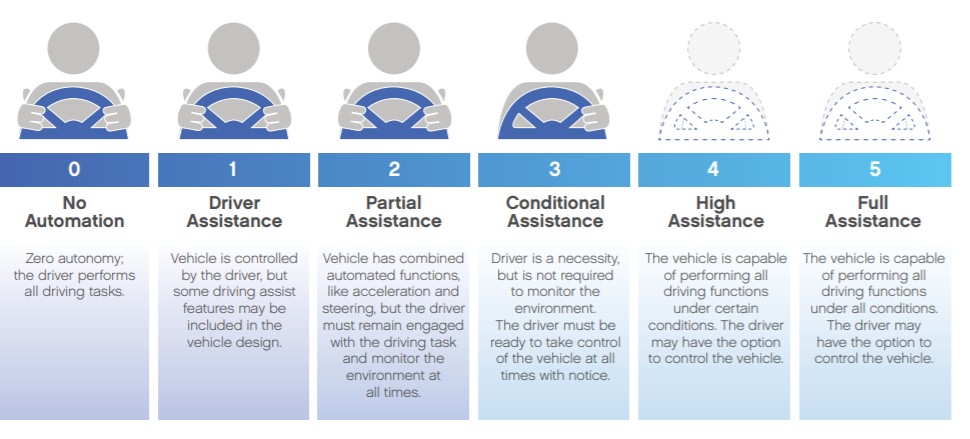 0
No
Automation
Zero autonomy;
the driver performs
all driving tasks.
1
Driver
Assistance
Vehicle is controlled
by the driver, but
some driving assist
features may be
included in the
vehicle design.
2
Partial
Assistance
Vehicle has combined
automated functions,
like acceleration and
steering, but the driver
must remain engaged
with the driving task
and monitor the
environment at
all times.
3
Conditional
Assistance
Driver is a necessity,
but is not required
to monitor the
environment.
The driver must be
ready to take control
of the vehicle at all
times with notice.
4
High
Assistance
The vehicle is capable
of performing all
driving functions
under certain
conditions. The driver
may have the option
to control the vehicle.
5
Full
Assistance
The vehicle is capable
of performing all
driving functions
under all conditions.
The driver may
have the option to
control the vehicle.